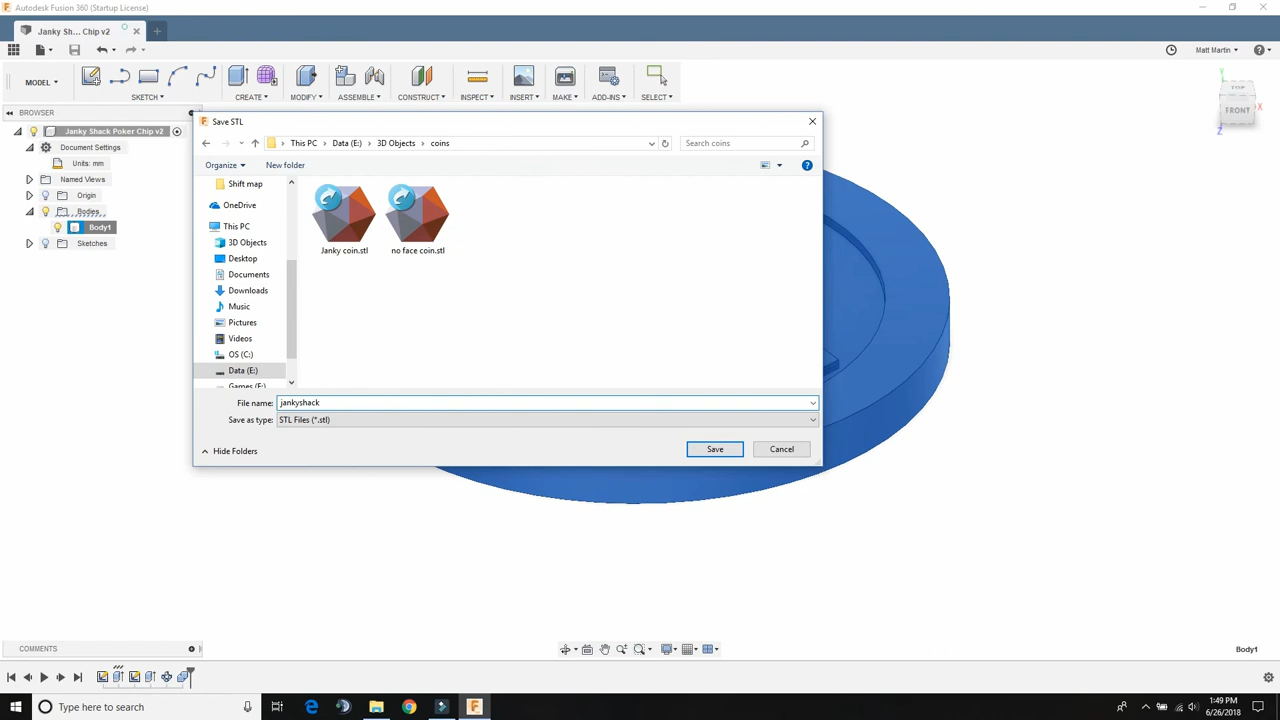 Autodesk Fusion 360 (Startup License)
Janky Sh... Chip v2
Matt Martin
MODEL
SKETCH
CREATE
MODIFY
ASSEMBLE
CONSTRUCT
INSPECT
INSERT
MAKE
ADD-INS
SELECT
BROWSER
Janky Shack Poker Chip v2
Document Settings
Units: mm
Named Views
Origin
Bodies
Body1
Sketches
Save STL
This PC
Data (E:)
3D Objects
coins
Search coins
Organize
New folder
Shift map
OneDrive
This PC
3D Objects
Desktop
Documents
Downloads
Music
Pictures
Videos
OS (C:)
Data (E:)
Games (F:)
Janky coin.stl
no face coin.stl
File name:
jankyshack
Save as type:
STL Files (*.stl)
Hide Folders
Save
Cancel
TOP
FRONT
X
Y
Z
COMMENTS
Body1
Type here to search
1:49 PM
6/26/2018